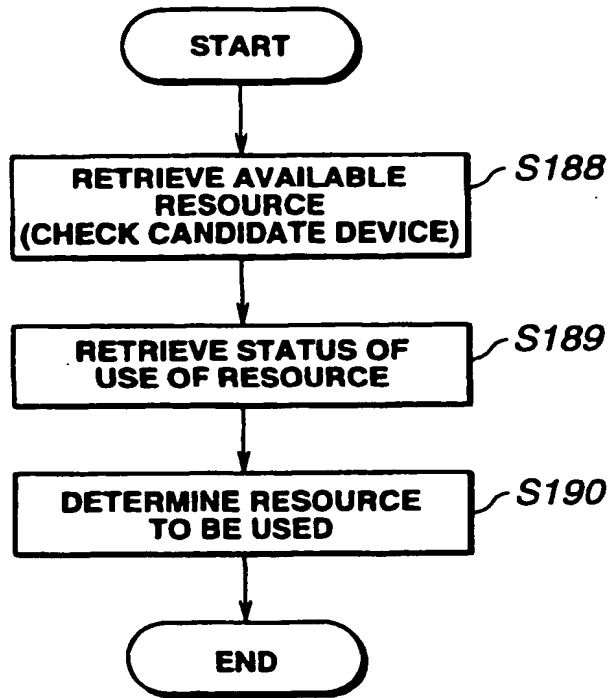 START
S188
RETRIEVE AVAILABLE
RESOURCE
(CHECK CANDIDATE DEVICE)
S189
RETRIEVE STATUS OF
USE OF RESOURCE
S190
DETERMINE RESOURCE
TO BE USED
END